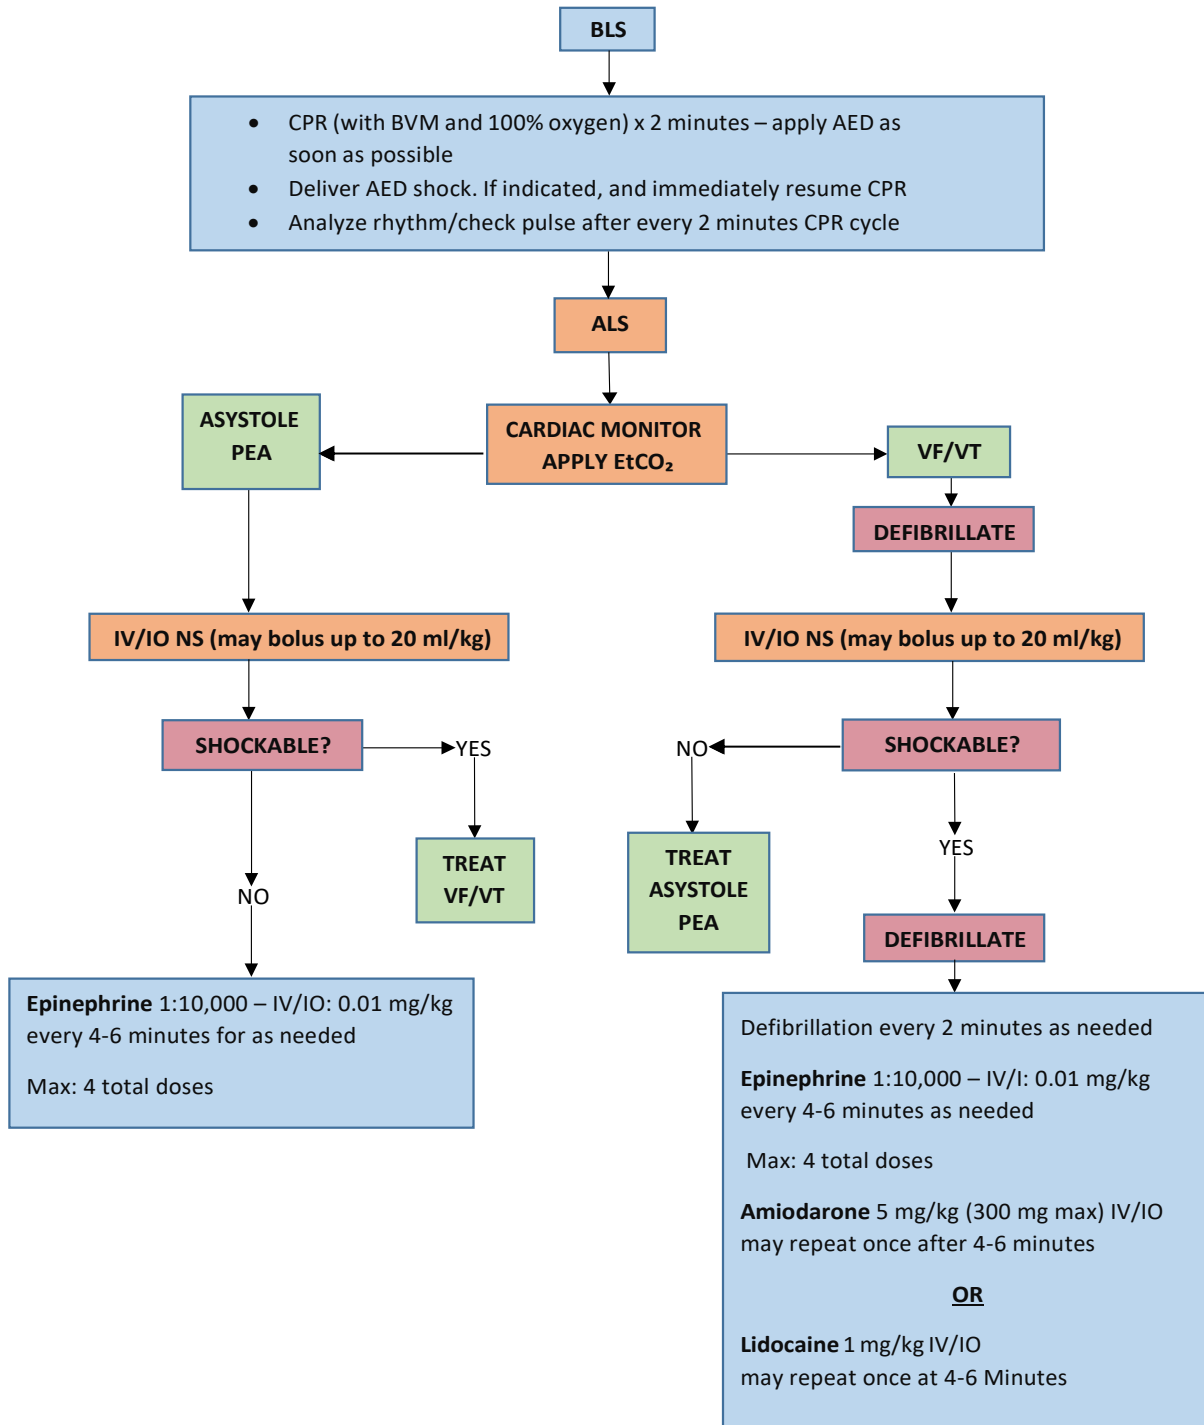 BLS
• CPR (with BVM and 100% oxygen) x 2 minutes – apply AED as
soon as possible
• Deliver AED shock. If indicated, and immediately resume CPR
• Analyze rhythm/check pulse after every 2 minutes CPR cycle
ALS
CARDIAC MONITOR
APPLY EtCO₂
ASYSTOLE
PEA
IV/IO NS (may bolus up to 20 ml/kg)
SHOCKABLE?
YES
TREAT
VF/VT
NO
Epinephrine 1:10,000 – IV/IO: 0.01 mg/kg
every 4-6 minutes for as needed
Max: 4 total doses
VF/VT
DEFIBRILLATE
IV/IO NS (may bolus up to 20 ml/kg)
SHOCKABLE?
NO
TREAT
ASYSTOLE
PEA
YES
DEFIBRILLATE
Defibrillation every 2 minutes as needed
Epinephrine 1:10,000 – IV/I: 0.01 mg/kg
every 4-6 minutes as needed
Max: 4 total doses
Amiodarone 5 mg/kg (300 mg max) IV/IO
may repeat once after 4-6 minutes
OR
Lidocaine 1 mg/kg IV/IO
may repeat once at 4-6 Minutes